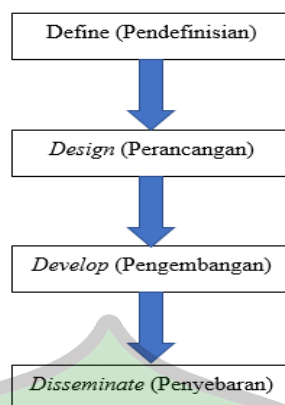 Define (Pendefinisian)
Design (Perancangan)
Develop (Pengembangan)
Disseminate (Penyebaran)